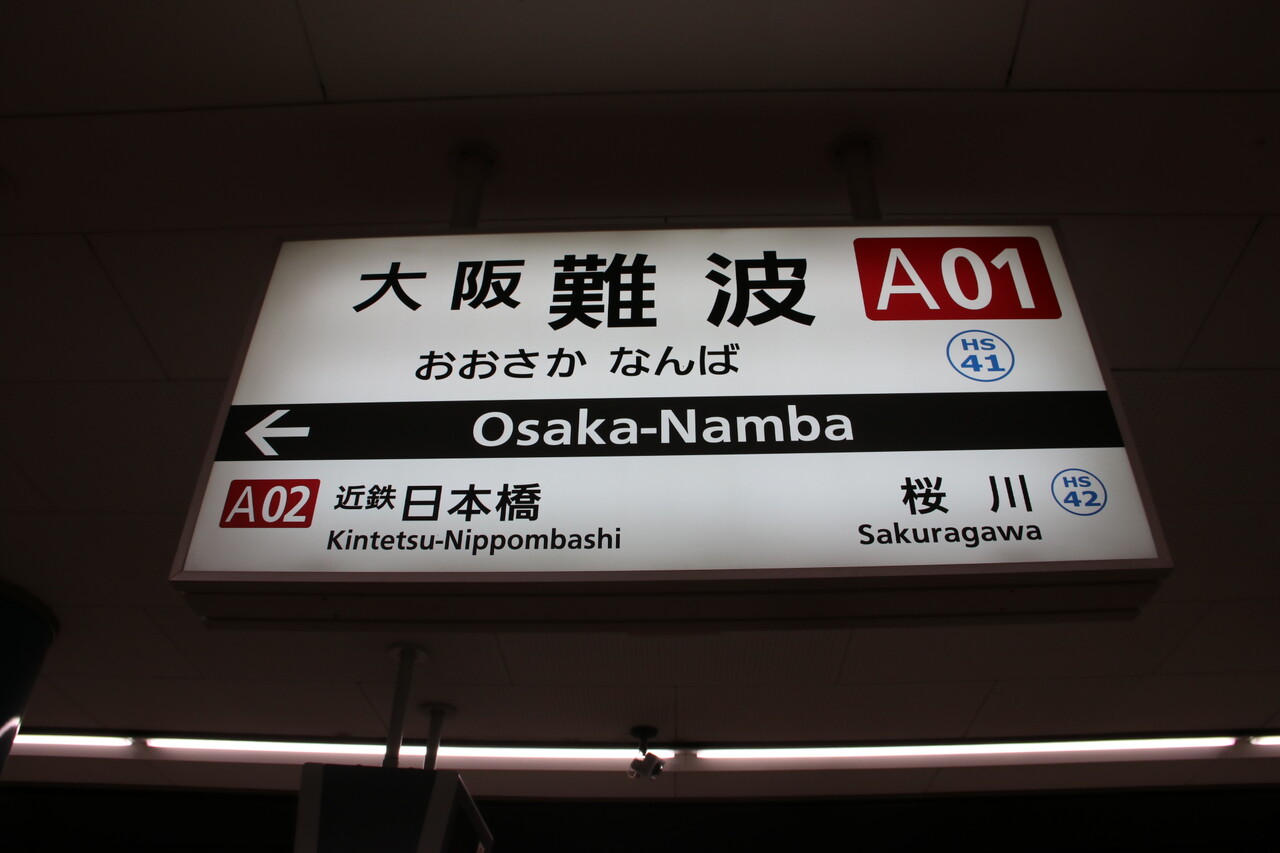 大阪難波 A01
おおさか なんば HS 41
← Osaka-Namba
A02 近鉄日本橋 桜川 HS 42
Kintetsu-Nippombashi Sakuragawa